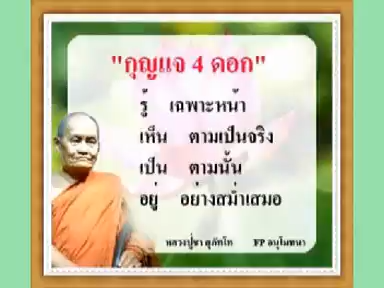 "กุญแจ 4 ดอก"
รู้ เฉพาะหน้า
เห็น ตามเป็นจริง
เป็น ตามนั้น
อยู่ อย่างสม่ำเสมอ
หลวงปู่ชา สุภัทโท FP อนุโมทนา